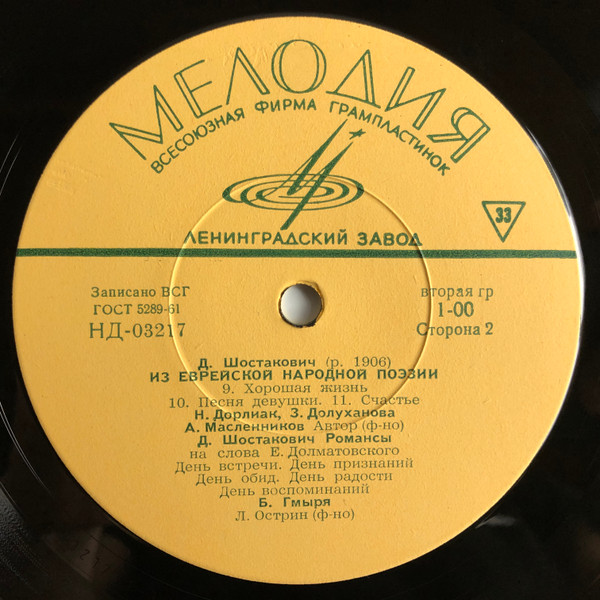 МЕЛОДИЯ
ВСЕСОЮЗНАЯ ФИРМА ГРАМПЛАСТИНОК
33
ЛЕНИНГРАДСКИЙ ЗАВОД
Записано ВСГ
ГОСТ 5289-61
НД-03217
вторая гр
1-00
Сторона 2
Д. Шостакович (р. 1906)
ИЗ ЕВРЕЙСКОЙ НАРОДНОЙ ПОЭЗИИ
9. Хорошая жизнь
10. Песня девушки. 11. Счастье
Н. Дорлиак, З. Долуханова
А. Масленников Автор (ф-но)
Д. Шостакович Романсы
на слова Е. Долматовского
День встречи. День признаний
День обид. День радости
День воспоминаний
Б. Гмыря
Л. Острин (ф-но)